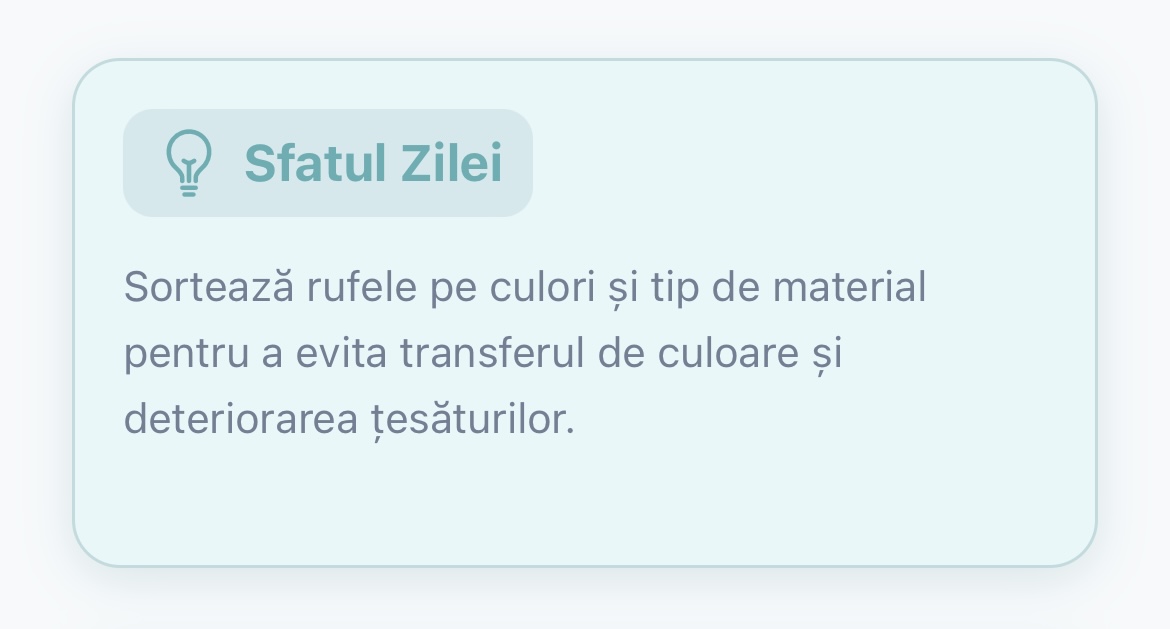 Sfatul Zilei
Sortează rufele pe culori și tip de material
pentru a evita transferul de culoare și
deteriorarea țesăturilor.